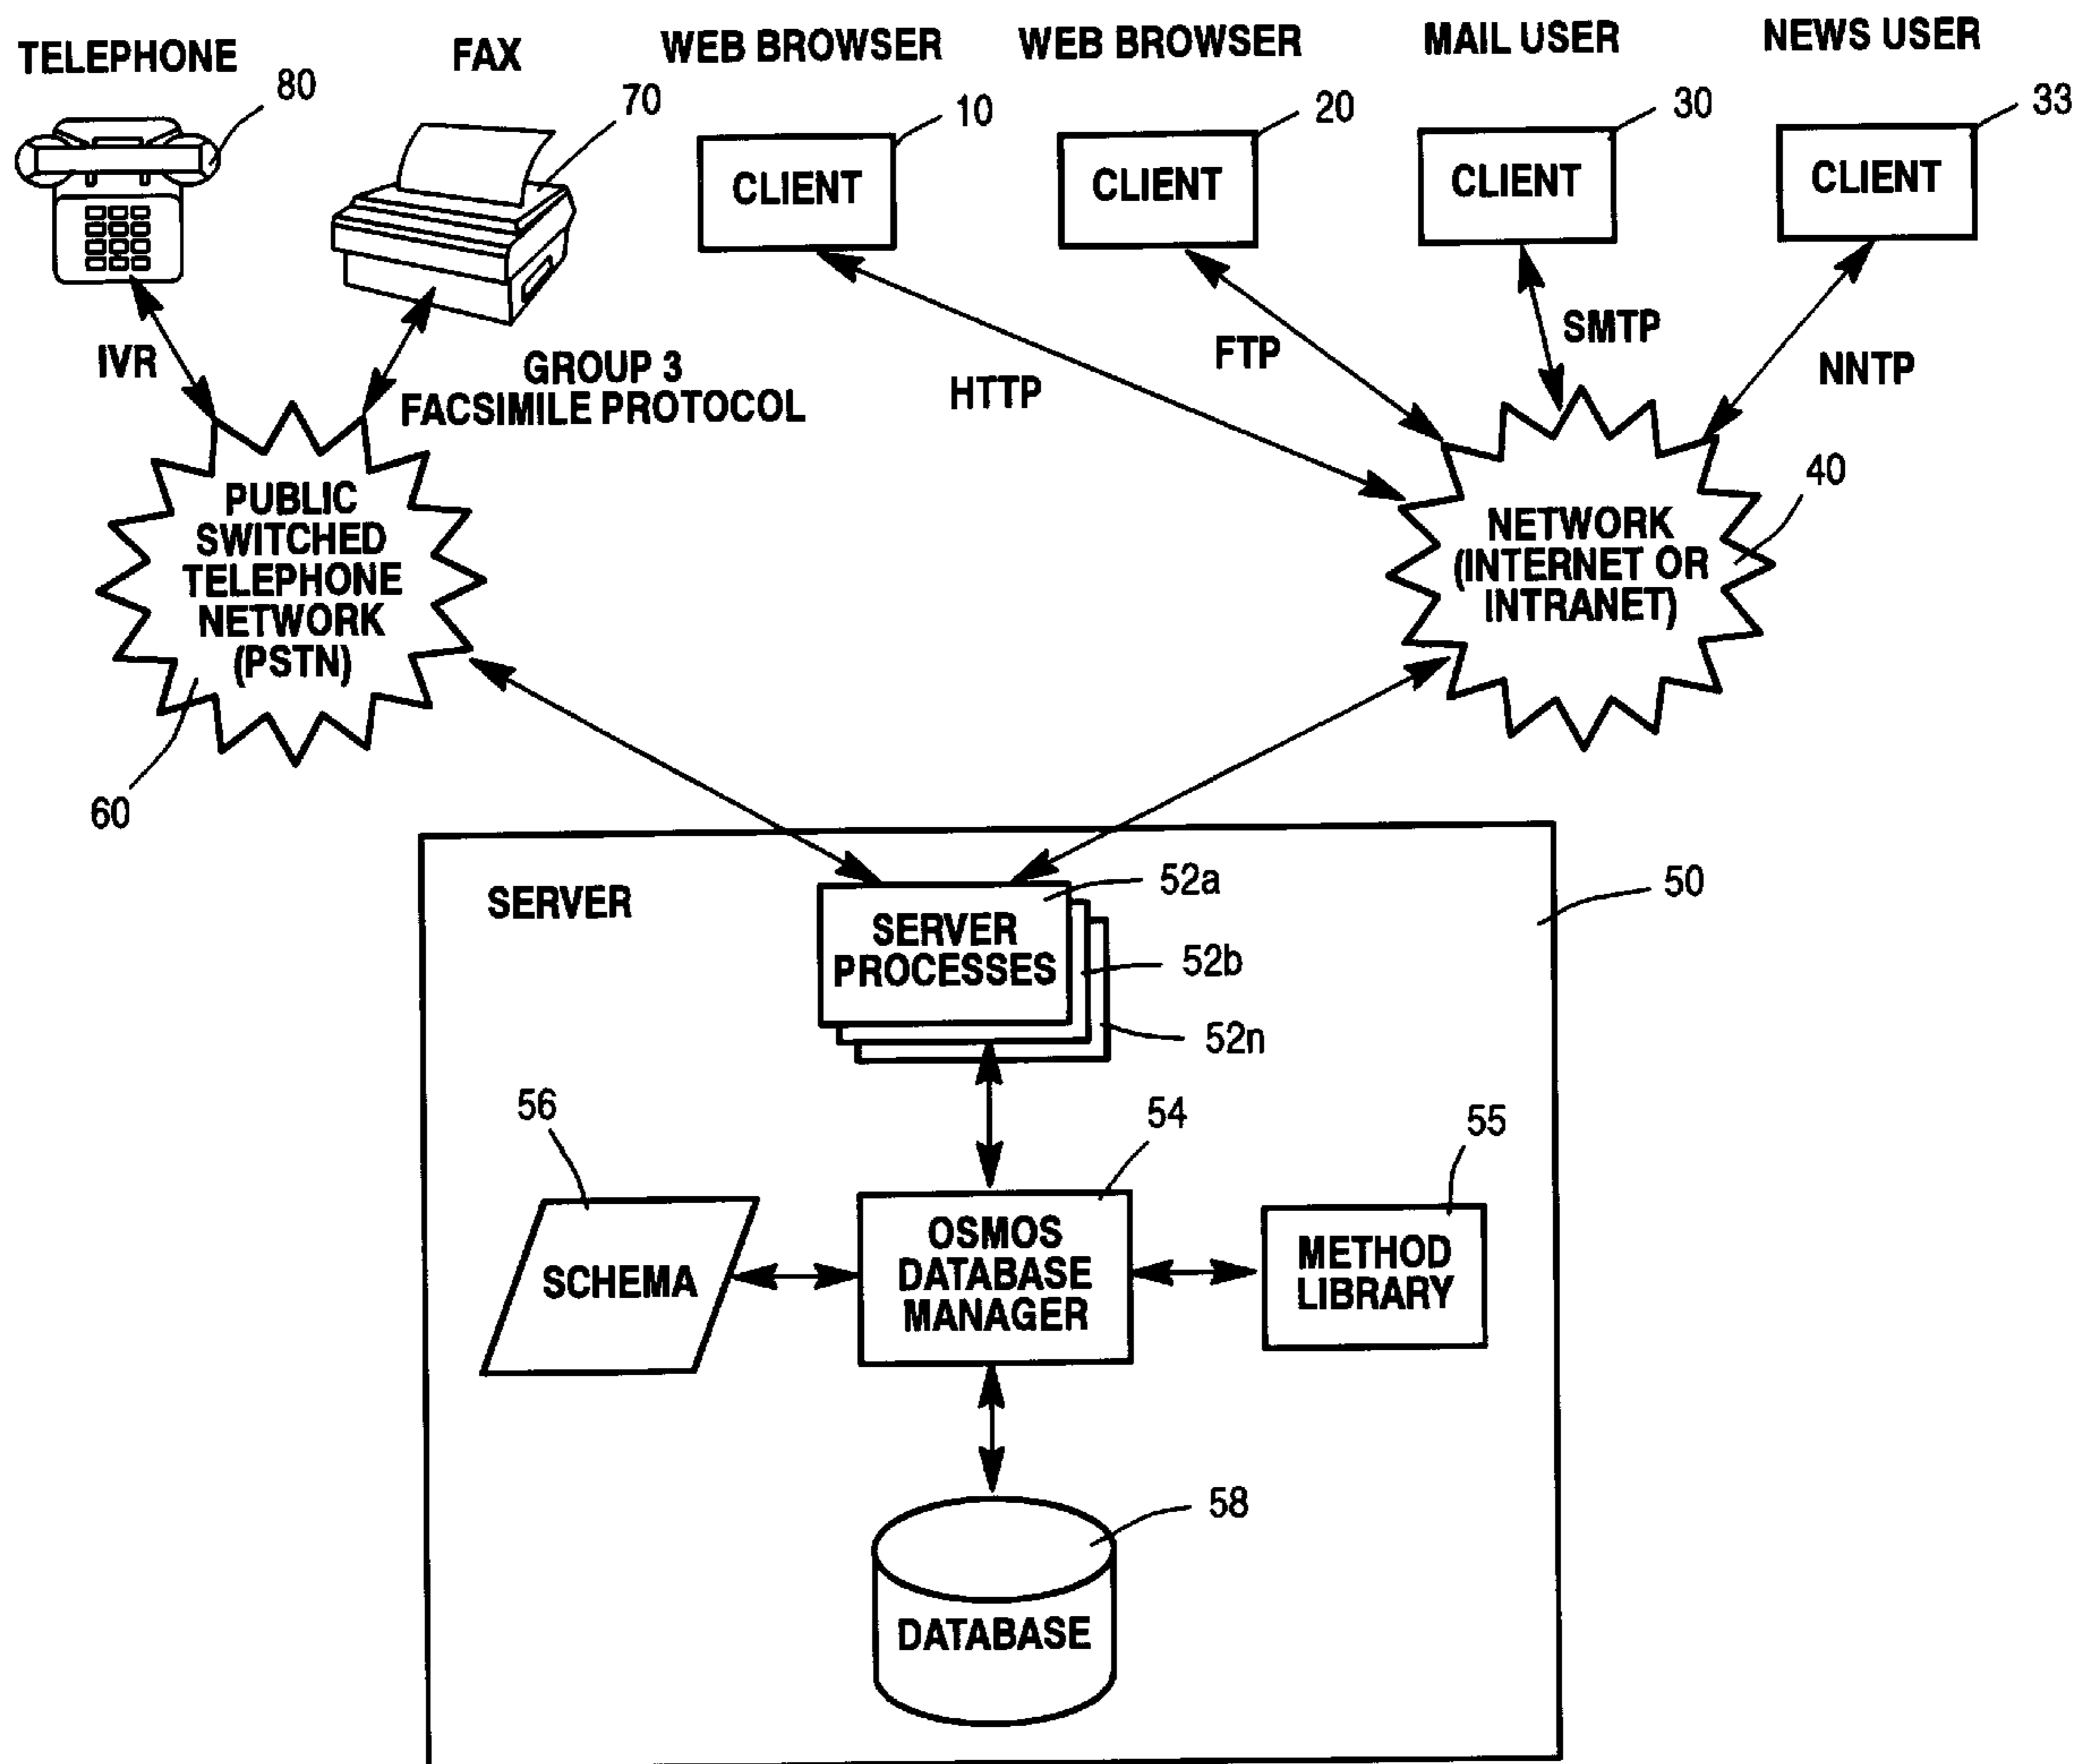 TELEPHONE
FAX
WEB BROWSER
WEB BROWSER
MAIL USER
NEWS USER
80
70
10
20
30
33
CLIENT
CLIENT
CLIENT
CLIENT
IVR
GROUP 3
FACSIMILE PROTOCOL
HTTP
FTP
SMTP
NNTP
PUBLIC
SWITCHED
TELEPHONE
NETWORK
(PSTN)
60
NETWORK
(INTERNET OR
INTRANET)
40
SERVER
50
SERVER
PROCESSES
52a
52b
52n
56
54
55
SCHEMA
OSMOS
DATABASE
MANAGER
METHOD
LIBRARY
58
DATABASE